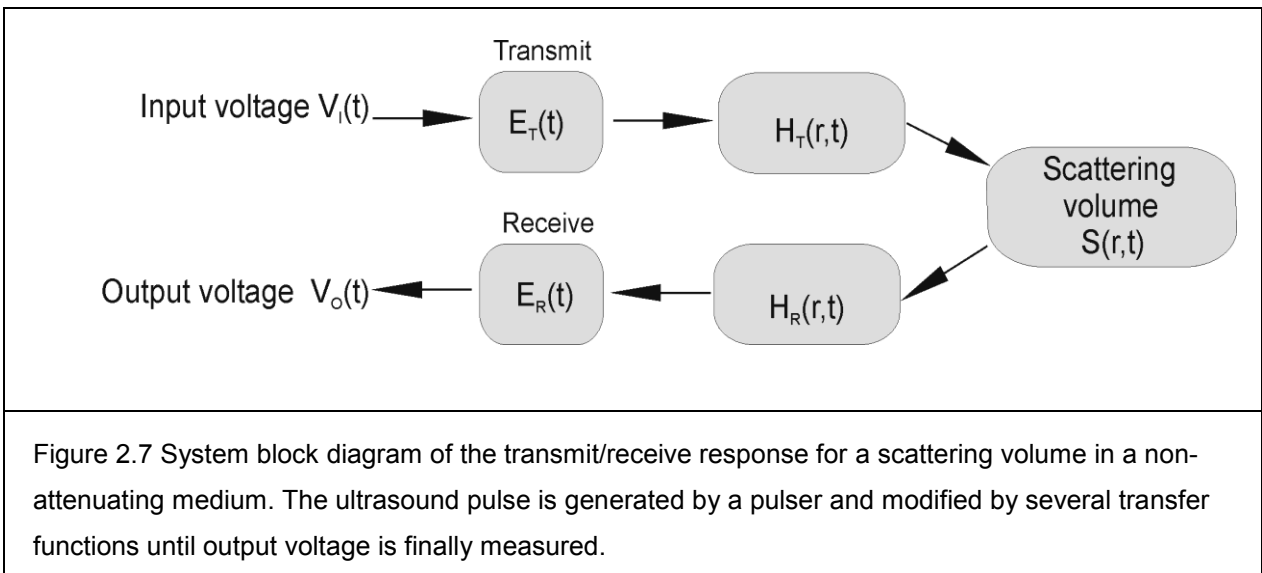 Transmit
Input voltage V_I(t)
E_T(t)
H_T(r,t)
Scattering
volume
S(r,t)
Receive
Output voltage V_O(t)
E_R(t)
H_R(r,t)
Figure 2.7 System block diagram of the transmit/receive response for a scattering volume in a non-
attenuating medium. The ultrasound pulse is generated by a pulser and modified by several transfer
functions until output voltage is finally measured.